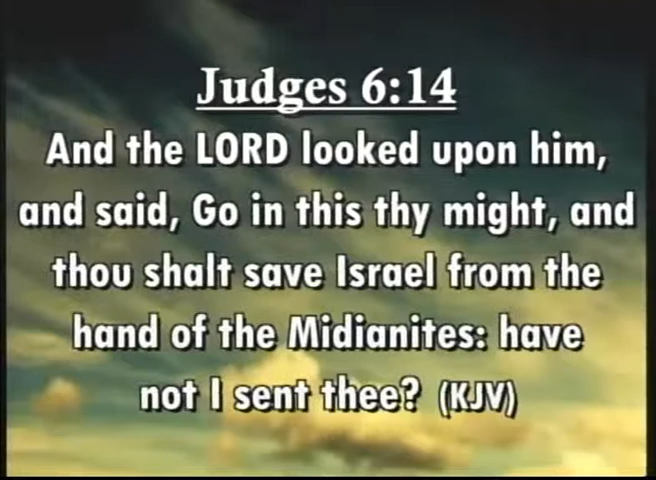 Judges 6:14
And the LORD looked upon him,
and said, Go in this thy might, and
thou shalt save Israel from the
hand of the Midianites: have
not I sent thee? (KJV)